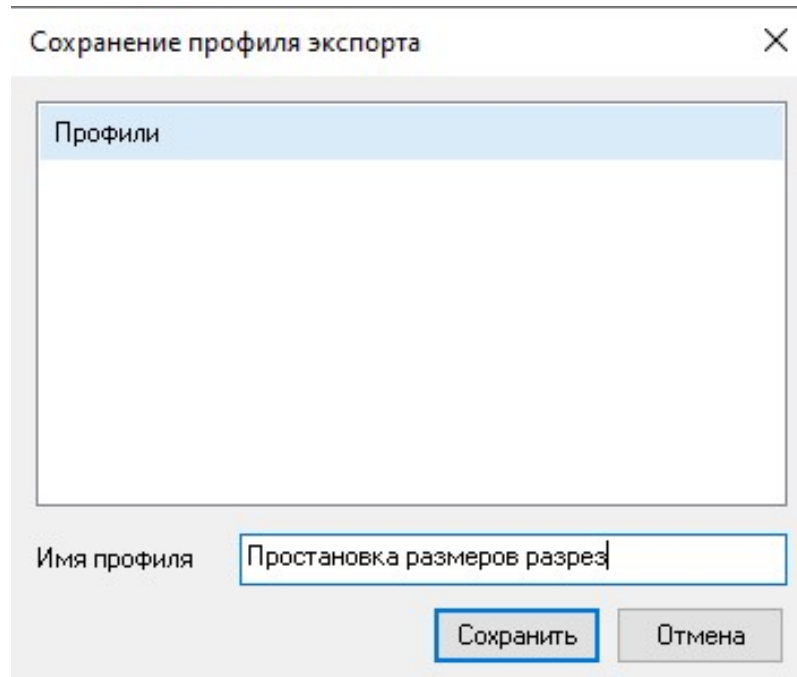 Сохранение профиля экспорта
Профили
Имя профиля Простановка размеров разрез
Сохранить Отмена